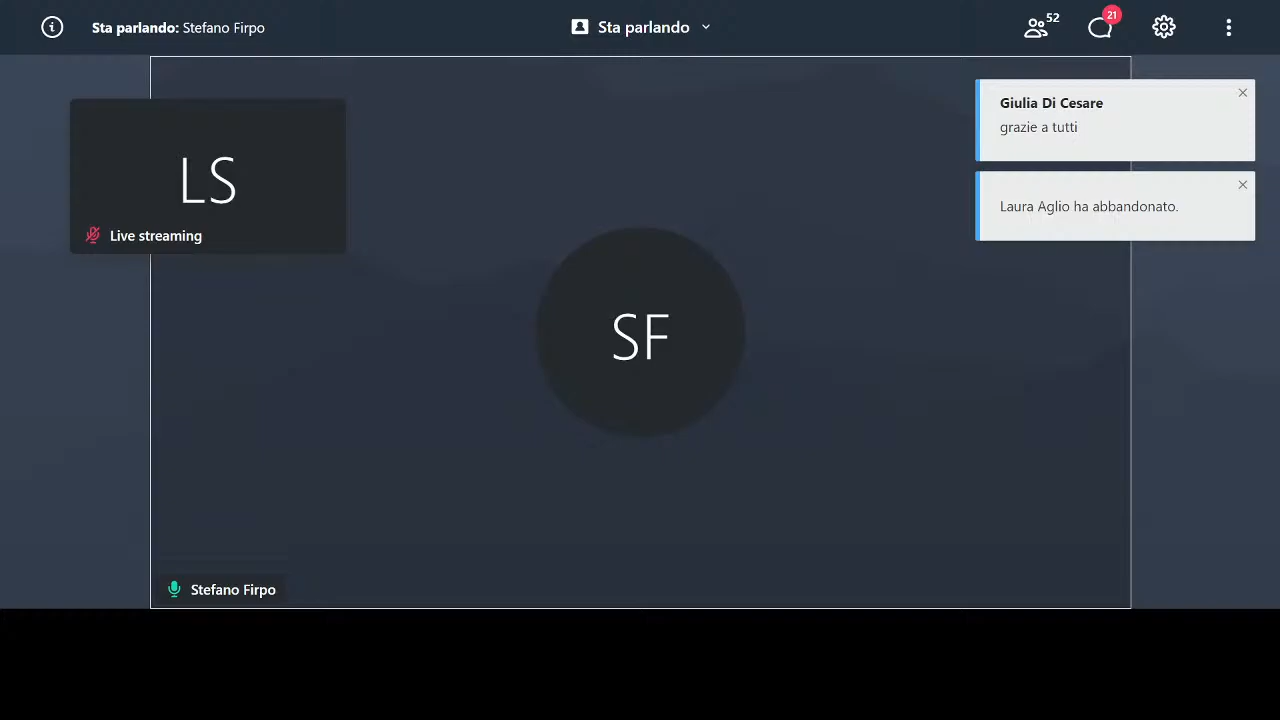 Sta parlando: Stefano Firpo
Sta parlando
52
21
Giulia Di Cesare
grazie a tutti
Laura Aglio ha abbandonato.
LS
Live streaming
SF
Stefano Firpo